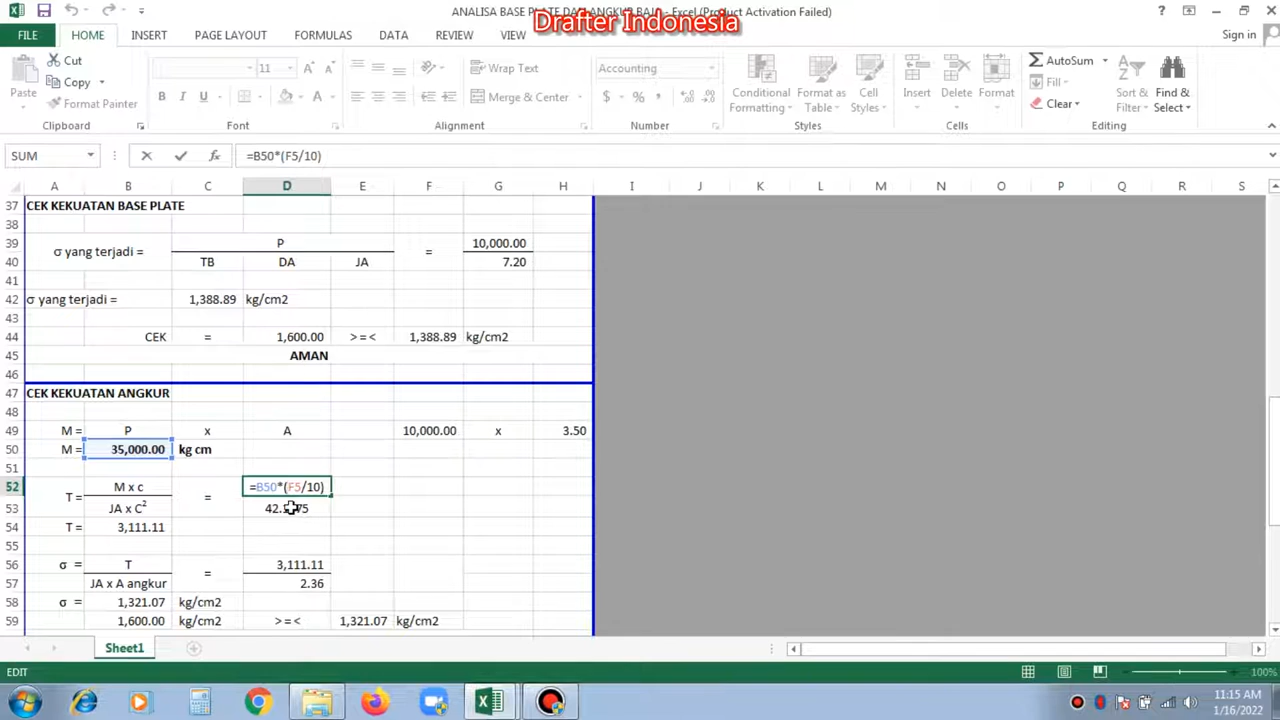 ANALISA BASE PLATE DAN ANGKUR BAJA - Excel (Product Activation Failed)
Drafter Indonesia
FILE HOME INSERT PAGE LAYOUT FORMULAS DATA REVIEW VIEW Sign in
Cut
Copy
Format Painter
Paste
Clipboard
11
B I U
Font
Wrap Text
Merge & Center
Alignment
Accounting
$ % ,
Number
Conditional Formatting
Format as Table
Cell Styles
Styles
Insert Delete Format
Cells
AutoSum
Fill
Clear
Sort & Filter
Find & Select
Editing
SUM =B50*(F5/10)
A B C D E F G H I J K L M N O P Q R S
37 CEK KEKUATAN BASE PLATE
38
39 P 10,000.00
σ yang terjadi = =
40 TB DA JA 7.20
41
42 σ yang terjadi = 1,388.89 kg/cm2
43
44 CEK = 1,600.00 >=< 1,388.89 kg/cm2
45 AMAN
46
47 CEK KEKUATAN ANGKUR
48
49 M = P x A 10,000.00 x 3.50
50 M = 35,000.00 kg cm
51
52 M x c =B50*(F5/10)
T = =
53 JA x C²
54 T = 3,111.11
55
56 σ = T 3,111.11
=
57 JA x A angkur 2.36
58 σ = 1,321.07 kg/cm2
59 1,600.00 kg/cm2 >=< 1,321.07 kg/cm2
Sheet1
EDIT 100%
11:15 AM
1/16/2022